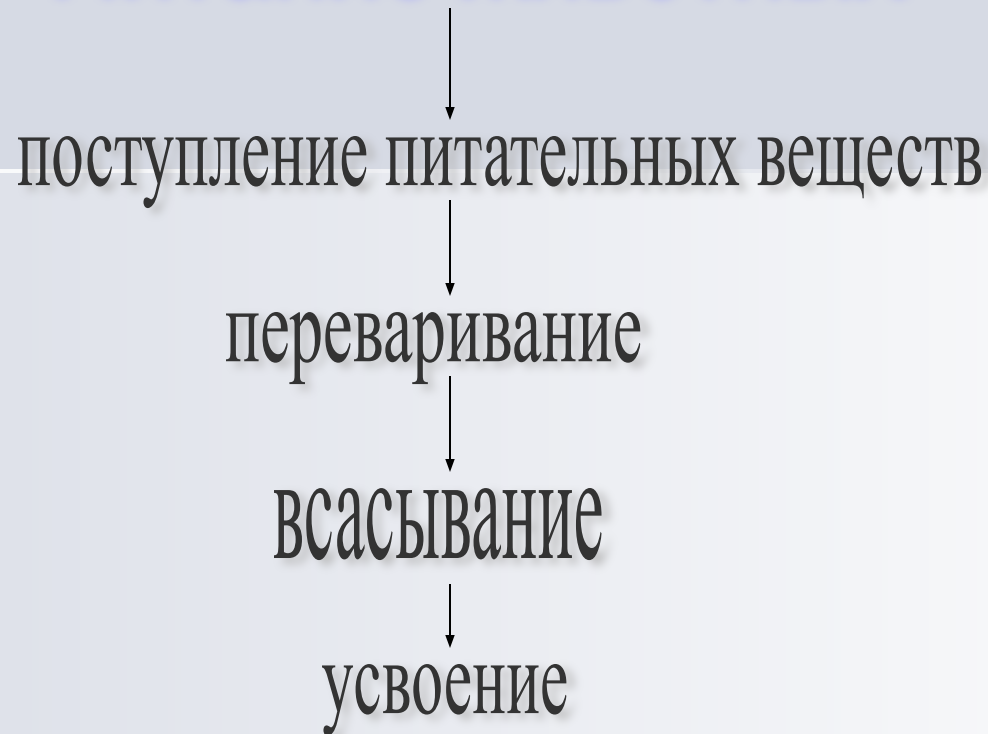 поступление питательных веществ
переваривание
всасывание
усвоение